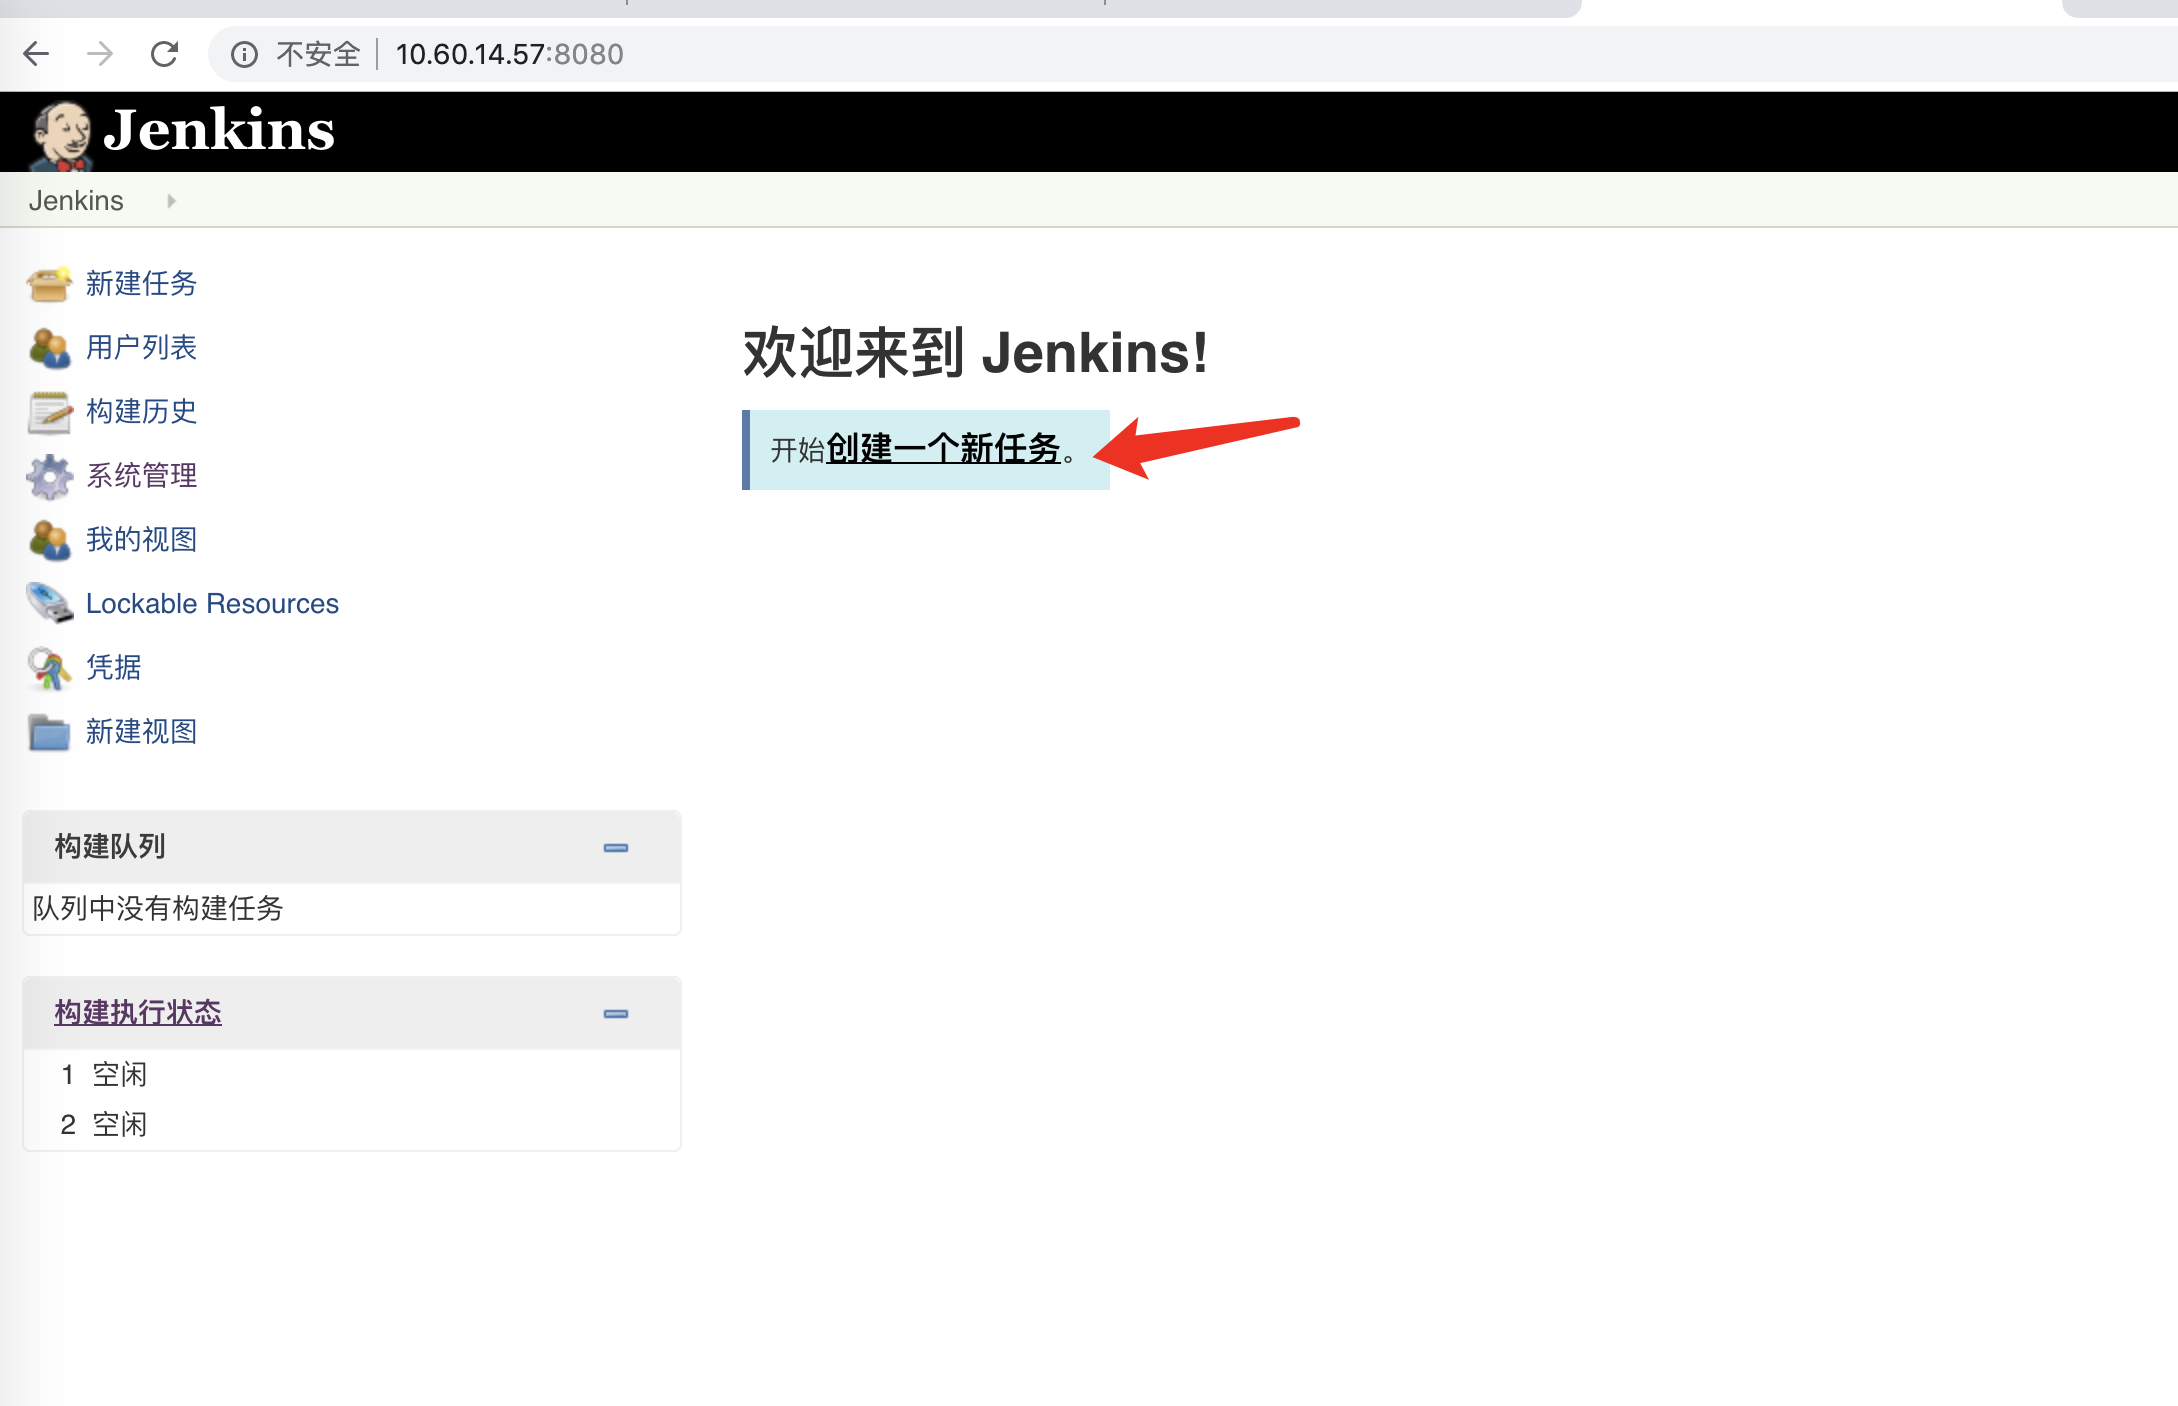 不安全 10.60.14.57:8080
Jenkins
Jenkins
新建任务
用户列表
构建历史
系统管理
我的视图
Lockable Resources
凭据
新建视图
构建队列
队列中没有构建任务
构建执行状态
1 空闲
2 空闲
欢迎来到 Jenkins!
开始创建一个新任务。